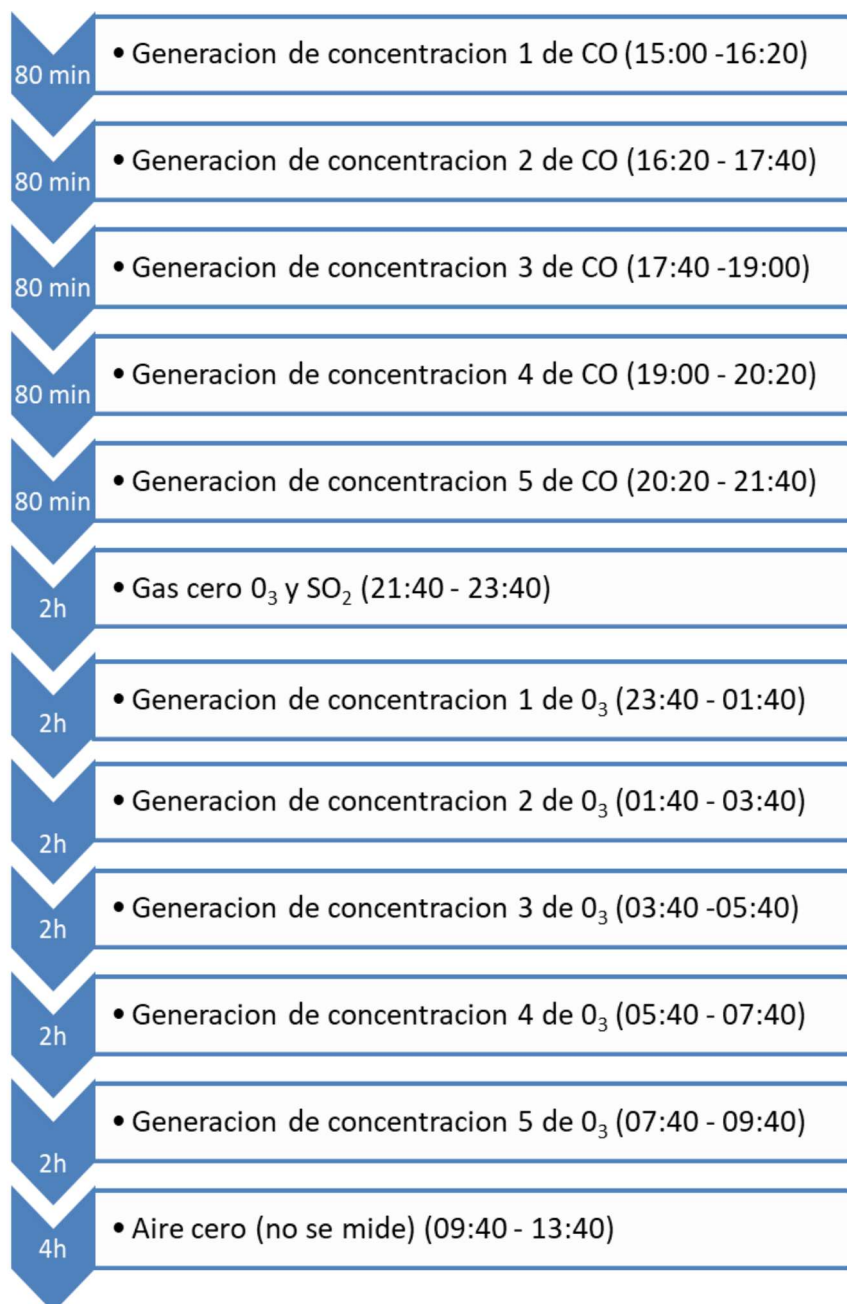 80 min
• Generacion de concentracion 1 de CO (15:00 -16:20)
80 min
• Generacion de concentracion 2 de CO (16:20 - 17:40)
80 min
• Generacion de concentracion 3 de CO (17:40 -19:00)
80 min
• Generacion de concentracion 4 de CO (19:00 - 20:20)
80 min
• Generacion de concentracion 5 de CO (20:20 - 21:40)
2h
• Gas cero 0₃ y SO₂ (21:40 - 23:40)
2h
• Generacion de concentracion 1 de 0₃ (23:40 - 01:40)
2h
• Generacion de concentracion 2 de 0₃ (01:40 - 03:40)
2h
• Generacion de concentracion 3 de 0₃ (03:40 -05:40)
2h
• Generacion de concentracion 4 de 0₃ (05:40 - 07:40)
2h
• Generacion de concentracion 5 de 0₃ (07:40 - 09:40)
4h
• Aire cero (no se mide) (09:40 - 13:40)